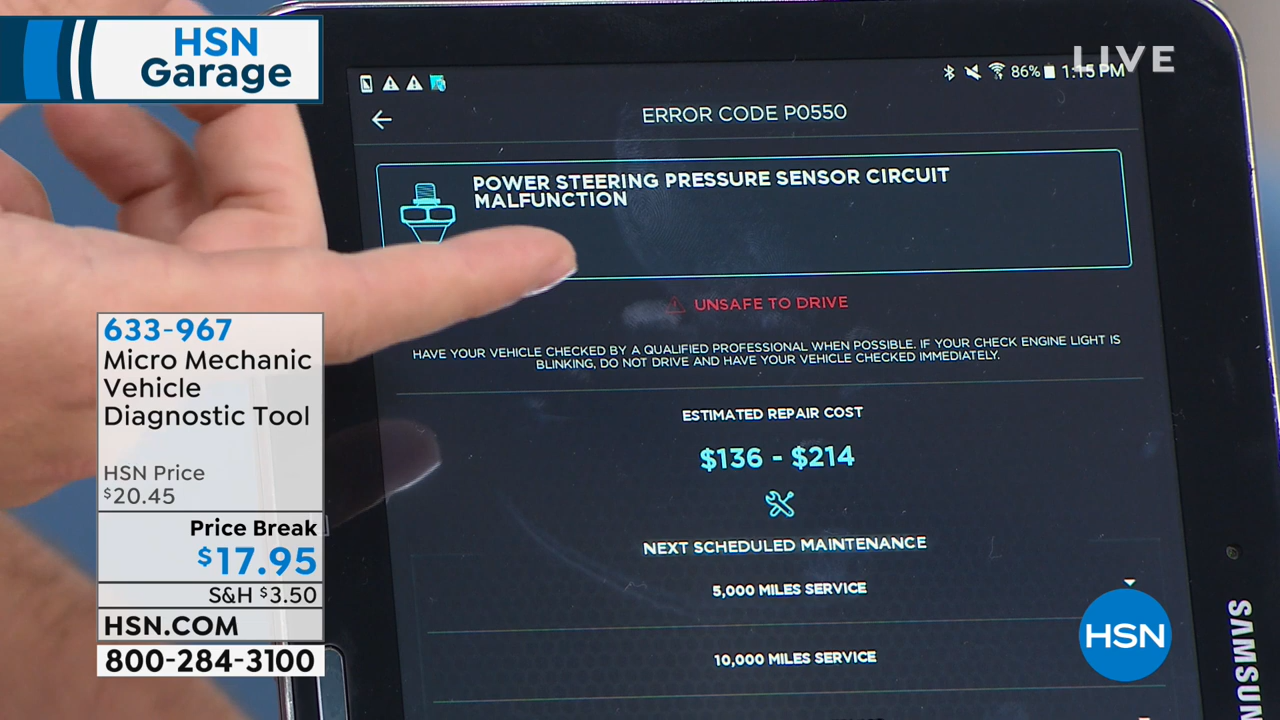 HSN
Garage
LIVE
86% 1:15 PM
ERROR CODE P0550
POWER STEERING PRESSURE SENSOR CIRCUIT
MALFUNCTION
UNSAFE TO DRIVE
HAVE YOUR VEHICLE CHECKED BY A QUALIFIED PROFESSIONAL WHEN POSSIBLE. IF YOUR CHECK ENGINE LIGHT IS
BLINKING, DO NOT DRIVE AND HAVE YOUR VEHICLE CHECKED IMMEDIATELY.
ESTIMATED REPAIR COST
$136 - $214
NEXT SCHEDULED MAINTENANCE
5,000 MILES SERVICE
10,000 MILES SERVICE
633-967
Micro Mechanic
Vehicle
Diagnostic Tool
HSN Price
$20.45
Price Break
$17.95
S&H $3.50
HSN.COM
800-284-3100
HSN
SAMSUN